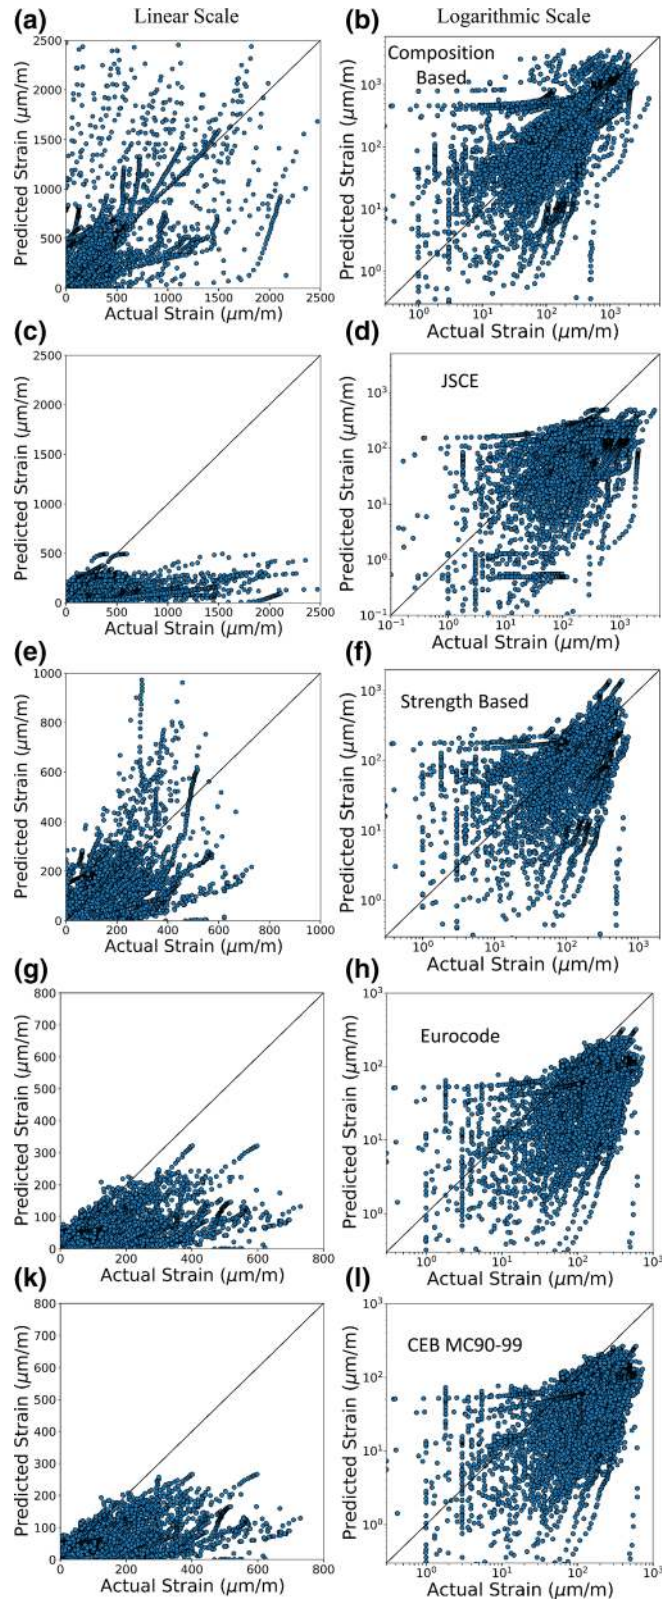 (a) Linear Scale (b) Logarithmic Scale
2500
2000
1500
1000
500
0
0 500 1000 1500 2000 2500
Predicted Strain (μm/m)
Actual Strain (μm/m)
Composition
Based
10³
10²
10¹
10⁰
10⁰ 10¹ 10² 10³
Predicted Strain (μm/m)
Actual Strain (μm/m)
(c) (d)
2500
2000
1500
1000
500
0
0 500 1000 1500 2000 2500
Predicted Strain (μm/m)
Actual Strain (μm/m)
JSCE
10³
10²
10¹
10⁰
10⁻¹
10⁻¹ 10⁰ 10¹ 10² 10³
Predicted Strain (μm/m)
Actual Strain (μm/m)
(e) (f)
1000
800
600
400
200
0
0 200 400 600 800 1000
Predicted Strain (μm/m)
Actual Strain (μm/m)
Strength Based
10³
10²
10¹
10⁰
10⁰ 10¹ 10² 10³
Predicted Strain (μm/m)
Actual Strain (μm/m)
(g) (h)
800
700
600
500
400
300
200
100
0
0 200 400 600 800
Predicted Strain (μm/m)
Actual Strain (μm/m)
Eurocode
10³
10²
10¹
10⁰
10⁰ 10¹ 10² 10³
Predicted Strain (μm/m)
Actual Strain (μm/m)
(k) (l)
800
700
600
500
400
300
200
100
0
0 200 400 600 800
Predicted Strain (μm/m)
Actual Strain (μm/m)
CEB MC90-99
10³
10²
10¹
10⁰
10⁰ 10¹ 10² 10³
Predicted Strain (μm/m)
Actual Strain (μm/m)